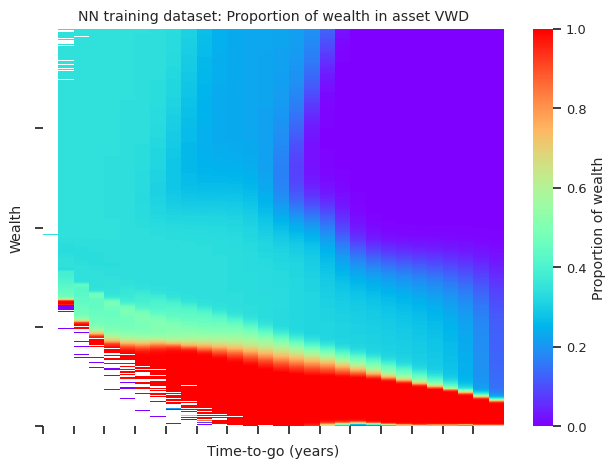 NN training dataset: Proportion of wealth in asset VWD
Wealth
Time-to-go (years)
1.0
0.8
0.6
0.4
0.2
0.0
Proportion of wealth